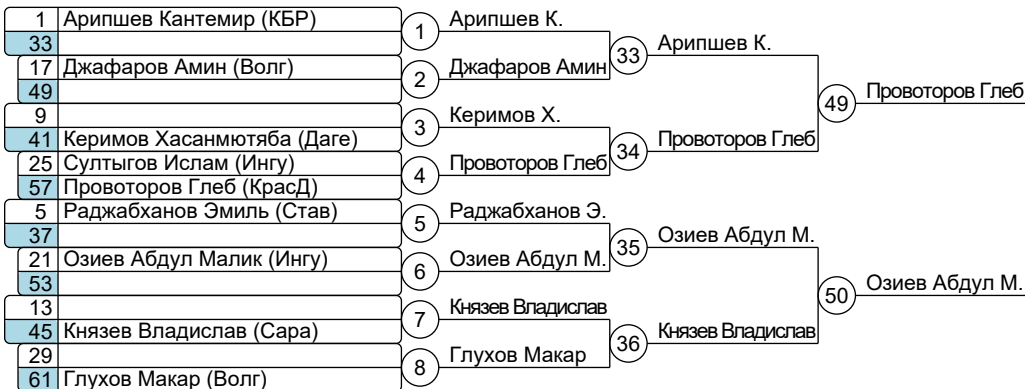 1 Арипшев Кантемир (КБР)
33
17 Джафаров Амин (Волг)
49
9
41 Керимов Хасанмютяба (Даге)
25 Султыгов Ислам (Ингу)
57 Провоторов Глеб (КрасД)
5 Раджабханов Эмиль (Став)
37
21 Озиев Абдул Малик (Ингу)
53
13
45 Князев Владислав (Сара)
29
61 Глухов Макар (Волг)
1 Арипшев К.
2 Джафаров Амин
3 Керимов Х.
4 Провоторов Глеб
5 Раджабханов Э.
6 Озиев Абдул М.
7 Князев Владислав
8 Глухов Макар
33 Арипшев К.
34 Провоторов Глеб
35 Озиев Абдул М.
36 Князев Владислав
49 Провоторов Глеб
50 Озиев Абдул М.